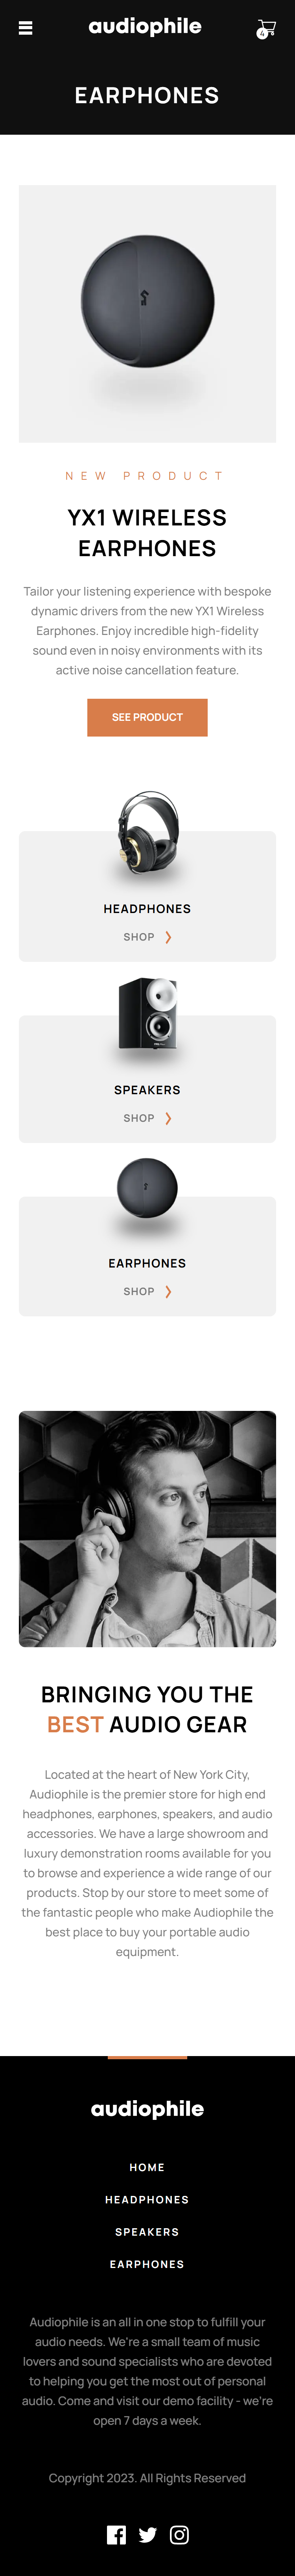 audiophile
4
EARPHONES
NEW PRODUCT
YX1 WIRELESS
EARPHONES
Tailor your listening experience with bespoke
dynamic drivers from the new YX1 Wireless
Earphones. Enjoy incredible high-fidelity
sound even in noisy environments with its
active noise cancellation feature.
SEE PRODUCT
HEADPHONES
SHOP
SPEAKERS
SHOP
EARPHONES
SHOP
BRINGING YOU THE
BEST AUDIO GEAR
Located at the heart of New York City,
Audiophile is the premier store for high end
headphones, earphones, speakers, and audio
accessories. We have a large showroom and
luxury demonstration rooms available for you
to browse and experience a wide range of our
products. Stop by our store to meet some of
the fantastic people who make Audiophile the
best place to buy your portable audio
equipment.
audiophile
HOME
HEADPHONES
SPEAKERS
EARPHONES
Audiophile is an all in one stop to fulfill your
audio needs. We're a small team of music
lovers and sound specialists who are devoted
to helping you get the most out of personal
audio. Come and visit our demo facility - we're
open 7 days a week.
Copyright 2023. All Rights Reserved